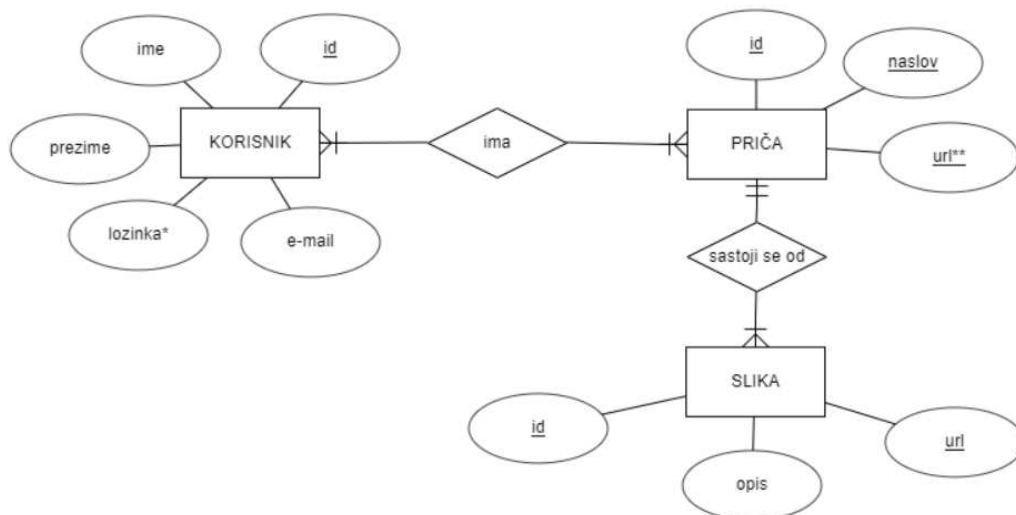 ime
id
id
naslov
prezime
KORISNIK
ima
PRIČA
url**
lozinka*
e-mail
sastoji se od
SLIKA
id
url
opis